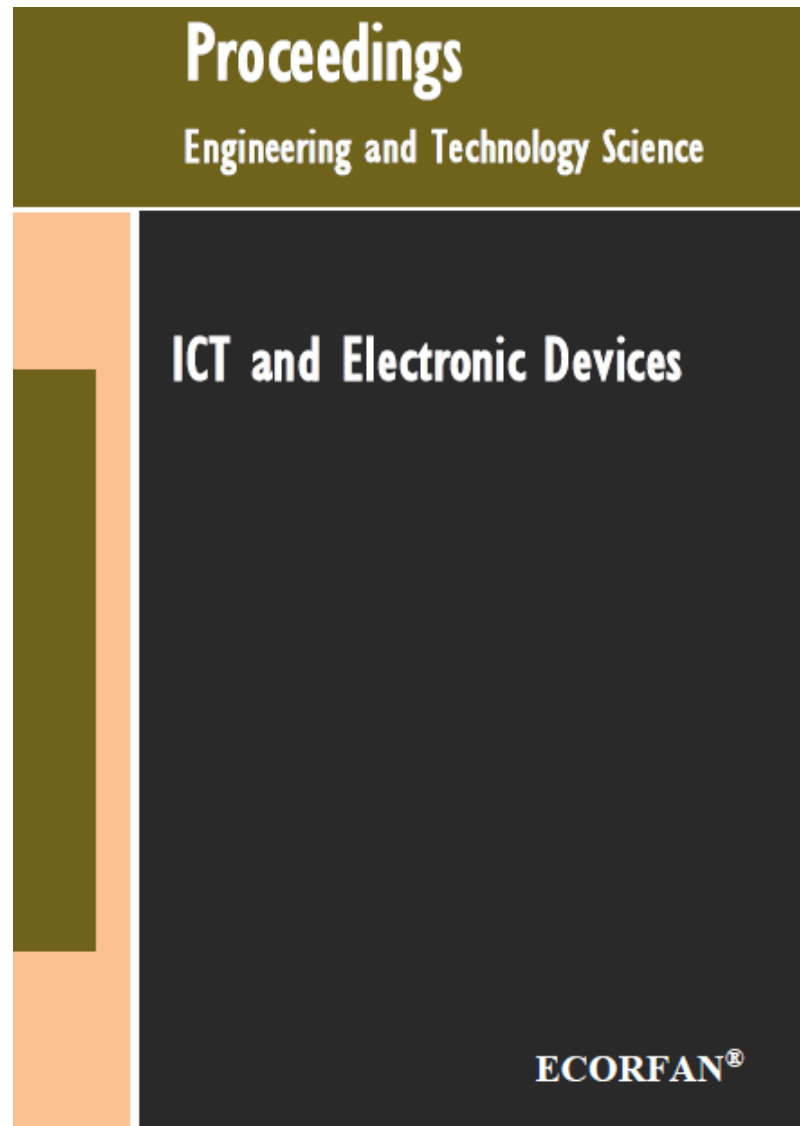 Proceedings
Engineering and Technology Science
ICT and Electronic Devices
ECORFAN®